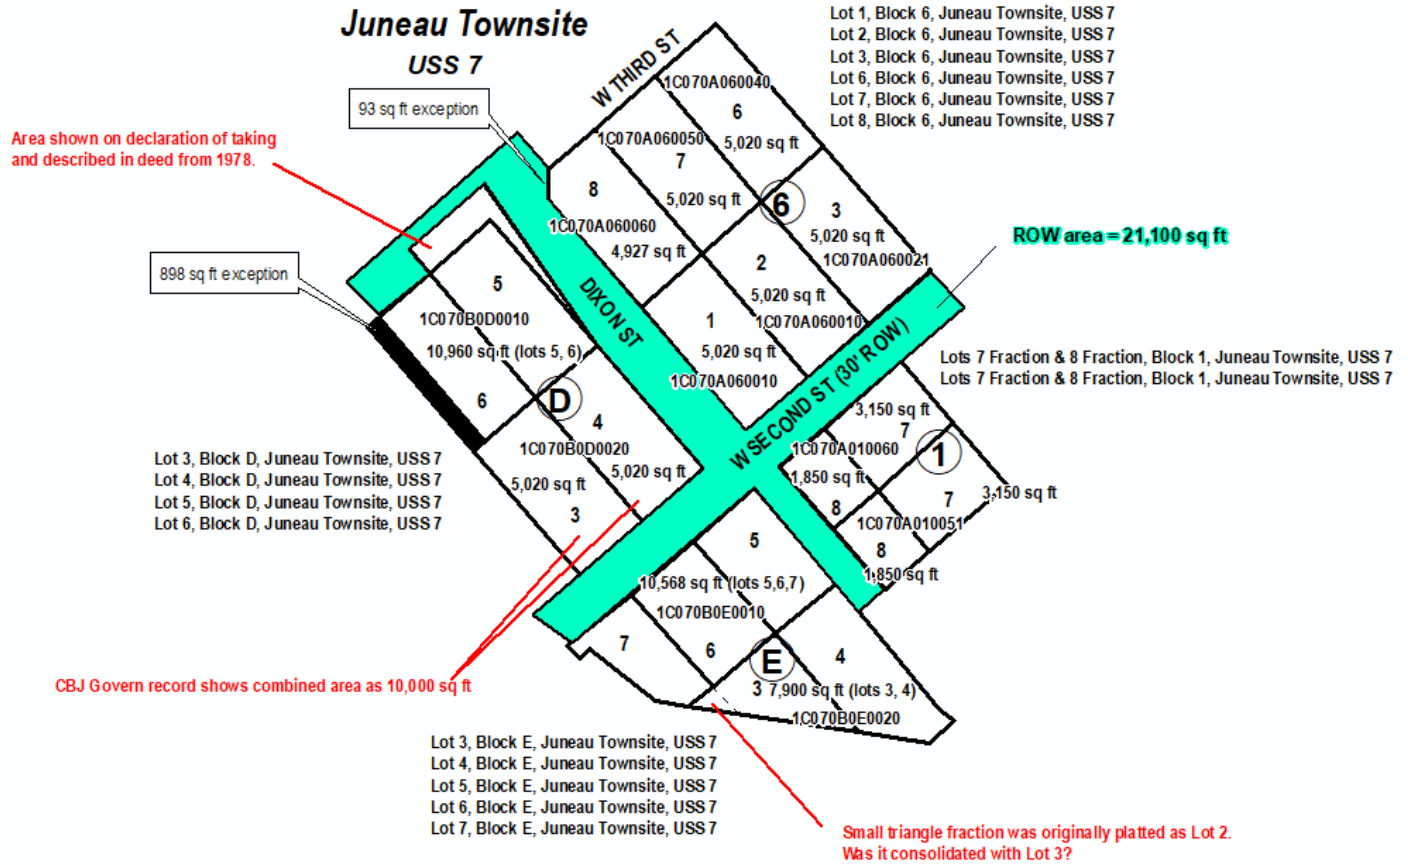 Juneau Townsite
USS 7
Lot 1, Block 6, Juneau Townsite, USS 7
Lot 2, Block 6, Juneau Townsite, USS 7
Lot 3, Block 6, Juneau Townsite, USS 7
Lot 6, Block 6, Juneau Townsite, USS 7
Lot 7, Block 6, Juneau Townsite, USS 7
Lot 8, Block 6, Juneau Townsite, USS 7
W THIRD ST
93 sq ft exception
Area shown on declaration of taking
and described in deed from 1978.
1C070A060040
6
5,020 sq ft
1C070A060050
7
5,020 sq ft
8
1C070A060060
4,927 sq ft
6
3
5,020 sq ft
1C070A060021
ROW area = 21,100 sq ft
2
5,020 sq ft
1C070A060010
1
5,020 sq ft
1C070A060010
898 sq ft exception
5
1C070B0D0010
10,960 sq ft (lots 5, 6)
6
DIXON ST
D
4
1C070B0D0020
5,020 sq ft
5,020 sq ft
3
W SECOND ST (30' ROW)
Lots 7 Fraction & 8 Fraction, Block 1, Juneau Townsite, USS 7
Lots 7 Fraction & 8 Fraction, Block 1, Juneau Townsite, USS 7
3,150 sq ft
7
1C070A010060
1
1,850 sq ft
8
7
3,150 sq ft
1C070A010051
8
1,850 sq ft
Lot 3, Block D, Juneau Townsite, USS 7
Lot 4, Block D, Juneau Townsite, USS 7
Lot 5, Block D, Juneau Townsite, USS 7
Lot 6, Block D, Juneau Townsite, USS 7
5
10,568 sq ft (lots 5,6,7)
1C070B0E0010
7
6
E
4
3 7,900 sq ft (lots 3, 4)
1C070B0E0020
CBJ Govern record shows combined area as 10,000 sq ft
Lot 3, Block E, Juneau Townsite, USS 7
Lot 4, Block E, Juneau Townsite, USS 7
Lot 5, Block E, Juneau Townsite, USS 7
Lot 6, Block E, Juneau Townsite, USS 7
Lot 7, Block E, Juneau Townsite, USS 7
Small triangle fraction was originally platted as Lot 2.
Was it consolidated with Lot 3?